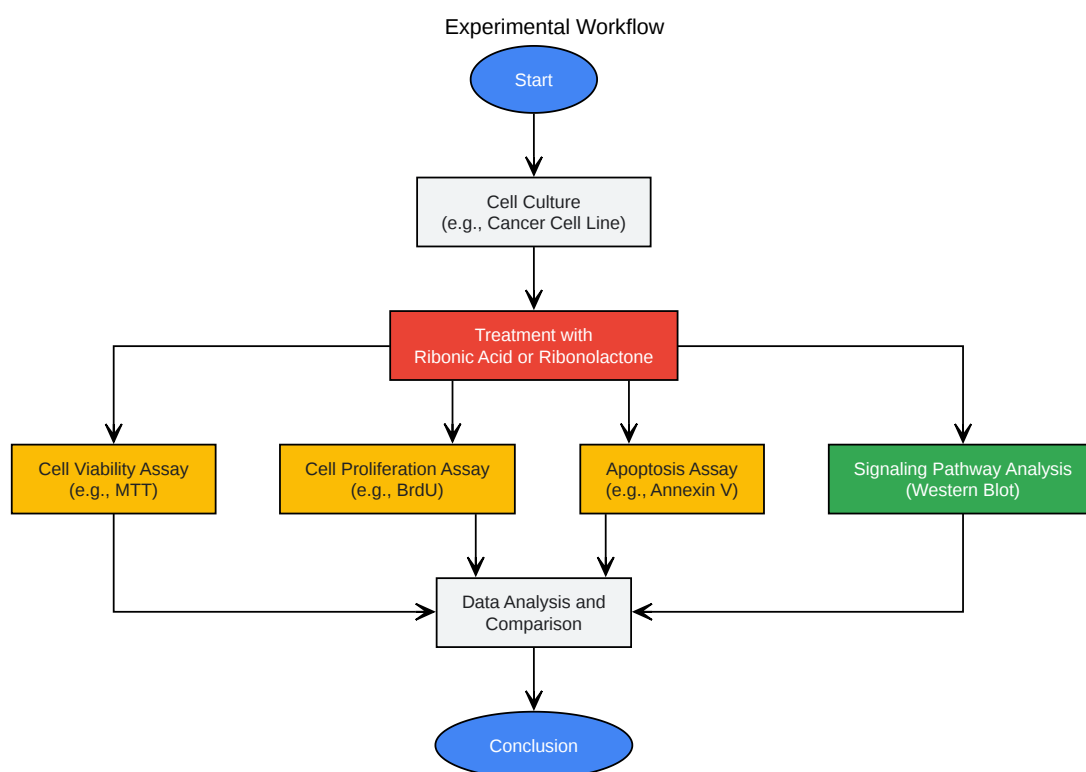 Experimental Workflow
Start
Cell Culture
(e.g., Cancer Cell Line)
Treatment with
Ribonic Acid or Ribonolactone
Cell Viability Assay
(e.g., MTT)
Cell Proliferation Assay
(e.g., BrdU)
Apoptosis Assay
(e.g., Annexin V)
Signaling Pathway Analysis
(Western Blot)
Data Analysis and
Comparison
Conclusion